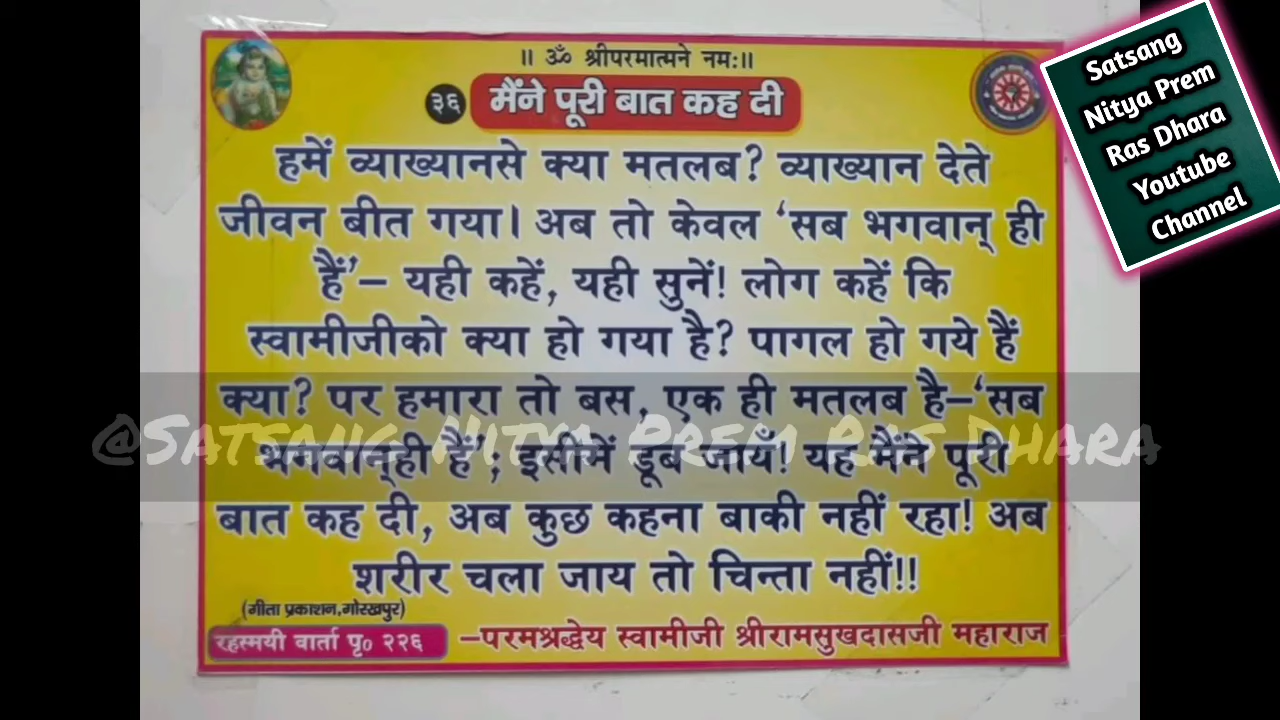 ॥ ॐ श्रीपरमात्मने नमः॥
३६ मैंने पूरी बात कह दी
हमें व्याख्यानसे क्या मतलब? व्याख्यान देते
जीवन बीत गया। अब तो केवल ‘सब भगवान् ही
हैं’– यही कहें, यही सुनें! लोग कहें कि
स्वामीजीको क्या हो गया है? पागल हो गये हैं
क्या? पर हमारा तो बस, एक ही मतलब है–‘सब
भगवान्‌ही हैं’; इसीमें डूब जायँ! यह मैंने पूरी
बात कह दी, अब कुछ कहना बाकी नहीं रहा! अब
शरीर चला जाय तो चिन्ता नहीं!!
(गीता प्रकाशन,गोरखपुर)
रहस्मयी वार्ता पृ० २२६
–परमश्रद्धेय स्वामीजी श्रीरामसुखदासजी महाराज
Satsang
Nitya Prem
Ras Dhara
Youtube
Channel
@Satsang Nitya Prem Ras Dhara